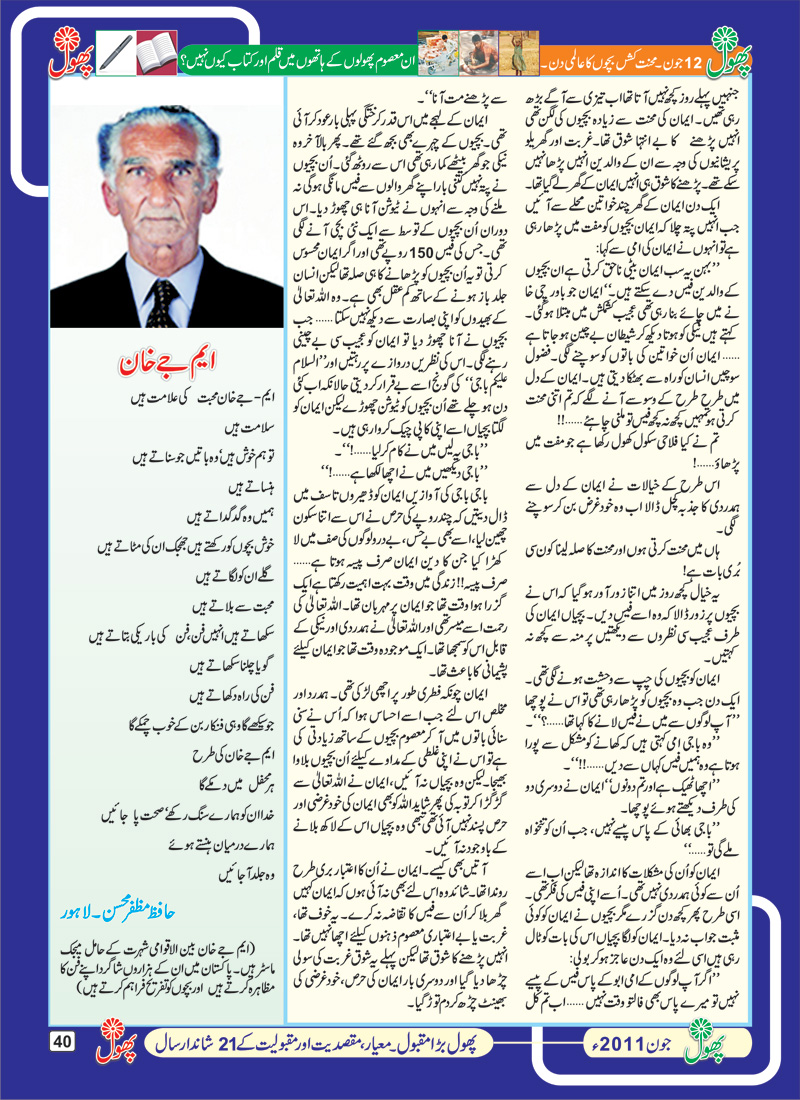 پھول
12 جون۔ محنت کش بچوں کا عالمی دن۔
ان معصوم پھولوں کے ہاتھوں میں قلم اور کتاب کیوں نہیں؟
پھول
جنہیں پہلے روز کچھ نہیں آتا تھا اب تیزی سے آگے بڑھ
رہی تھیں۔ ایمان کی محنت سے زیادہ بچیوں کی لگن تھی
انہیں پڑھنے کا بے انتہا شوق تھا۔ غربت اور گھریلو
پریشانیوں کی وجہ سے ان کے والدین انہیں پڑھا نہیں
سکے تھے۔ پڑھنے کا شوق ہی انہیں ایمان کے گھر لے گیا تھا۔
ایک دن ایمان کے گھر چند خواتین محلے سے آئیں
جب انہیں پتہ چلا کہ ایمان بچیوں کو مفت میں پڑھا رہی
ہے تو انہوں نے ایمان کی امی سے کہا:
’’بہن یہ سب ایمان بیٹی ناحق کرتی ہے ان بچیوں
کے والدین فیس دے سکتے ہیں۔‘‘ ایمان جو باورچی خا
نے میں چائے بنا رہی تھی عجیب کشمکش میں مبتلا ہو گئی۔
کہتے ہیں نیکی کو ہوتا دیکھ کر شیطان بے چین ہو جاتا ہے
...... ایمان اُن خواتین کی باتوں کو سوچنے لگی۔ فضول
سوچیں انسان کو راہ سے بھٹکا دیتی ہیں۔ ایمان کے دل
میں طرح طرح کے وسوسے آنے لگے کہ تم اتنی محنت
کرتی ہو تمہیں کچھ نہ کچھ فیس تو ملنی چاہئے......!!
تم نے کیا فلاحی سکول کھول رکھا ہے جو مفت میں
پڑھاؤ......!
اس طرح کے خیالات نے ایمان کے دل سے
ہمدردی کا جذبہ کچل ڈالا اب وہ خود غرض بن کر سوچنے
لگی۔
ہاں میں محنت کرتی ہوں اور محنت کا صلہ لینا کون سی
بُری بات ہے!
یہ خیال کچھ روز میں اتنا زور آور ہو گیا کہ اس نے
بچیوں پر زور ڈالا کہ وہ اسے فیس دیں۔ بچیاں ایمان کی
طرف عجیب سی نظروں سے دیکھتیں پر منہ سے کچھ نہ
کہتیں۔
ایمان کو بچیوں کی چپ سے وحشت ہونے لگی تھی۔
ایک دن جب وہ بچیوں کو پڑھا رہی تھی تو اس نے پوچھا
’’آپ لوگوں سے میں نے فیس لانے کا کہا تھا......؟‘‘۔
’’وہ باجی امی کہتی ہیں کہ کھانے کو مشکل سے پورا
ہوتا ہے وہ ہمیں فیس کہاں سے دیں......!!‘‘۔
’’اچھا ٹھیک ہے اور تم دونوں‘‘ ایمان نے دوسری دو
کی طرف دیکھتے ہوئے پوچھا۔
’’باجی بھائی کے پاس پیسے نہیں، جب اُن کو تنخواہ
ملے گی تو......‘‘
ایمان کو اُن کی مشکلات کا اندازہ تھا لیکن اب اسے
اُن سے کوئی ہمدردی نہیں تھی۔ اُسے اپنی فیس کی فکر تھی۔
اسی طرح پھر کچھ دن گزرے مگر بچیوں نے ایمان کو کوئی
مثبت جواب نہ دیا۔ ایمان کو لگا بچیاں اس کی بات کو ٹال
رہی ہیں اسی لئے وہ ایک دن عاجز ہو کر بولی:
’’اگر آپ لوگوں کے امی ابو کے پاس فیس کے پیسے
نہیں تو میرے پاس بھی فالتو وقت نہیں...... اب تم کل
سے پڑھنے مت آنا‘‘۔
ایمان کے لہجے میں اس قدر کرختگی پہلی بار عود کر آئی
تھی۔ بچیوں کے چہرے بھی بجھ گئے تھے۔ پھر بالآخر وہ
نیکی جو گھر بیٹھے کما رہی تھی اس سے روٹھ گئی۔ اُن بچیوں
نے پتہ نہیں کتنی بار اپنے گھر والوں سے فیس مانگی ہو گی نہ
ملنے کی وجہ سے انہوں نے ٹیوشن آنا ہی چھوڑ دیا۔ اس
دوران اُن بچیوں کے توسط سے ایک نئی بچی آنے لگی
تھی۔ جس کی فیس 150 روپے تھی اور اگر ایمان محسوس
کرتی تو یہ اُن بچیوں کو پڑھانے کا ہی صلہ تھا لیکن انسان
جلد باز ہونے کے ساتھ کم عقل بھی ہے۔ وہ اللہ تعالیٰ
کے بھیدوں کو اپنی بصارت سے دیکھ نہیں سکتا...... جب
بچیوں نے آنا چھوڑ دیا تو ایمان کو عجیب سی بے چینی
رہنے لگی۔ اس کی نظریں دروازے پر رہتیں اور ’’السلام
علیکم باجی‘‘ کی گونج اسے بے قرار کر دیتی حالانکہ اب کئی
دن ہو چلے تھے اُن بچیوں کو ٹیوشن چھوڑے لیکن ایمان کو
لگتا بچیاں اسے اپنی کاپی چیک کروا رہی ہیں۔
’’باجی یہ لیں میں نے کام کر لیا......!‘‘۔
’’باجی دیکھیں میں نے اچھا لکھا ہے......!‘‘
باجی باجی کی آوازیں ایمان کو ڈھیروں تاسف میں
ڈال دیتیں کہ چند روپے کی حرص نے اس سے اتنا سکون
چھین لیا، اسے بھی بے حس، بے درد لوگوں کی صف میں لا
کھڑا کیا جن کا دین ایمان صرف پیسہ ہوتا ہے......
صرف پیسہ!! زندگی میں وقت بہت اہمیت رکھتا ہے ایک
گزرا ہوا وقت تھا جو ایمان پر مہربان تھا۔ اللہ تعالیٰ کی
رحمت اسے میسر تھی اور اللہ تعالیٰ نے ہمدردی اور نیکی کے
قابل اس کو سمجھا تھا۔ ایک موجودہ وقت تھا جو ایمان کیلئے
پشیمانی کا باعث تھا۔
ایمان چونکہ فطری طور پر اچھی لڑکی تھی۔ ہمدرد اور
مخلص اس لئے جب اسے احساس ہوا کہ اُس نے سنی
سنائی باتوں میں آ کر معصوم بچیوں کے ساتھ زیادتی کی
ہے تو اس نے اپنی غلطی کے مداوے کیلئے اُن بچیوں بلاوا
بھیجا۔ لیکن وہ بچیاں نہ آئیں، ایمان نے اللہ تعالیٰ سے
گڑگڑا کر توبہ کی پھر شاید اللہ کو بھی ایمان کی خود غرضی اور
حرص پسند نہیں آئی تھی تبھی وہ بچیاں اس کے لاکھ بلانے
کے باوجود نہ آئیں۔
آتیں بھی کیسے۔ ایمان نے اُن کا اعتبار بری طرح
روندا تھا۔ شائد وہ اس لئے بھی نہ آئی ہوں کہ ایمان کہیں
گھر بلا کر اُن سے فیس کا تقاضہ نہ کرے۔ یہ خوف تھا،
غربت یا بے اعتباری معصوم ذہنوں کیلئے اچھا نہیں تھا۔
انہیں پڑھنے کا شوق تھا لیکن پہلے یہ شوق غربت کی سولی
چڑھا دیا گیا اور دوسری بار ایمان کی حرص، خود غرضی کی
بھینٹ چڑھ کر دم توڑ گیا۔
ایم جے خان
ایم۔جے خان محبت کی علامت ہیں
سلامت ہیں
تو ہم خوش ہیں‘ وہ باتیں جو سناتے ہیں
ہنساتے ہیں
ہمیں وہ گدگداتے ہیں
خوش بچوں کو رکھتے ہیں‘ جھجک ان کی مٹاتے ہیں
گلے ان کو لگاتے ہیں
محبت سے بلاتے ہیں
سکھاتے ہیں انہیں فن‘ فن کی باریکی بتاتے ہیں
گویا چلنا سکھاتے ہیں
فن کی راہ دکھاتے ہیں
جو سیکھے گا وہی فنکار بن کے خوب چمکے گا
ایم جے خان کی طرح
ہر محفل میں دمکے گا
خدا ان کو ہمارے سنگ رکھے‘ صحت پا جائیں
ہمارے درمیان ہنستے ہوئے
وہ جلد آجائیں
حافظ مظفر محسن۔ لاہور
(ایم جے خان بین الاقوامی شہرت کے حامل میجک
ماسٹر ہیں۔ پاکستان میں ان کے ہزاروں شاگرد اپنے فن کا
مظاہرہ کرتے ہیں اور بچوں کو تفریح فراہم کرتے ہیں)
پھول
جون 2011ء
پھول بڑا مقبول۔ معیار، مقصدیت اور مقبولیت کے 21 شاندار سال
پھول
40